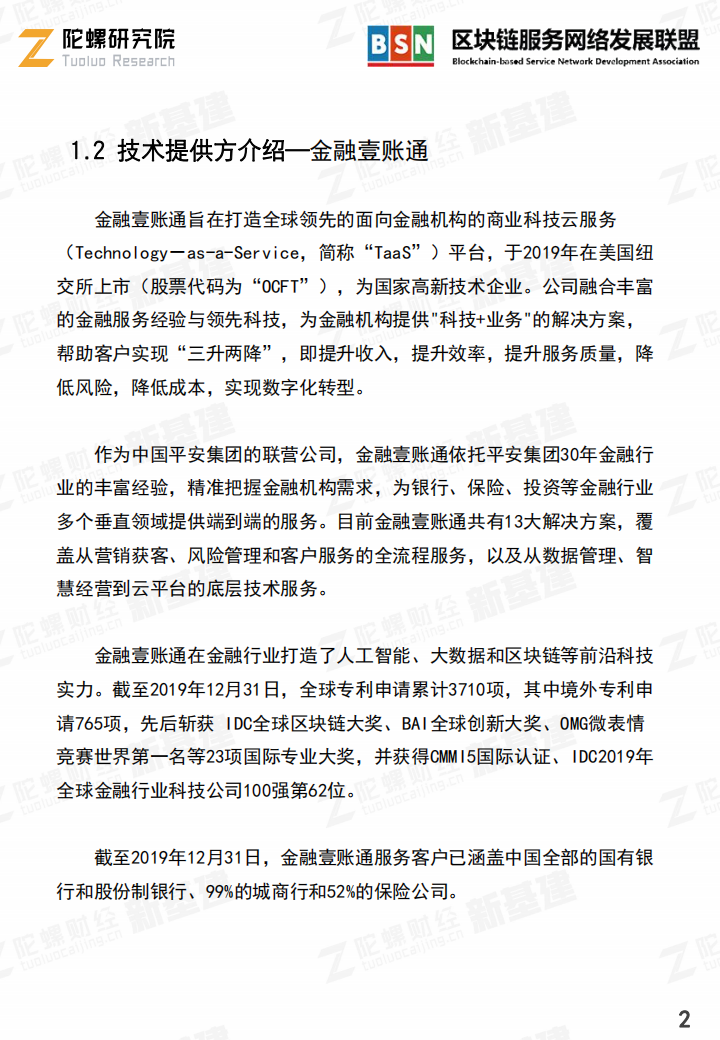 陀螺研究院
Tuoluo Research
BSN
区块链服务网络发展联盟
Blockchain-based Service Network Development Association
1.2 技术提供方介绍—金融壹账通
金融壹账通旨在打造全球领先的面向金融机构的商业科技云服务
（Technology－as-a-Service，简称“TaaS”）平台，于2019年在美国纽
交所上市（股票代码为“OCFT”），为国家高新技术企业。公司融合丰富
的金融服务经验与领先科技，为金融机构提供"科技+业务"的解决方案，
帮助客户实现“三升两降”，即提升收入，提升效率，提升服务质量，降
低风险，降低成本，实现数字化转型。
作为中国平安集团的联营公司，金融壹账通依托平安集团30年金融行
业的丰富经验，精准把握金融机构需求，为银行、保险、投资等金融行业
多个垂直领域提供端到端的服务。目前金融壹账通共有13大解决方案，覆
盖从营销获客、风险管理和客户服务的全流程服务，以及从数据管理、智
慧经营到云平台的底层技术服务。
金融壹账通在金融行业打造了人工智能、大数据和区块链等前沿科技
实力。截至2019年12月31日，全球专利申请累计3710项，其中境外专利申
请765项，先后斩获 IDC全球区块链大奖、BAI全球创新大奖、OMG微表情
竞赛世界第一名等23项国际专业大奖，并获得CMMI5国际认证、IDC2019年
全球金融行业科技公司100强第62位。
截至2019年12月31日，金融壹账通服务客户已涵盖中国全部的国有银
行和股份制银行、99%的城商行和52%的保险公司。
陀螺财经 新基建
tuoluocaijing.cn
2